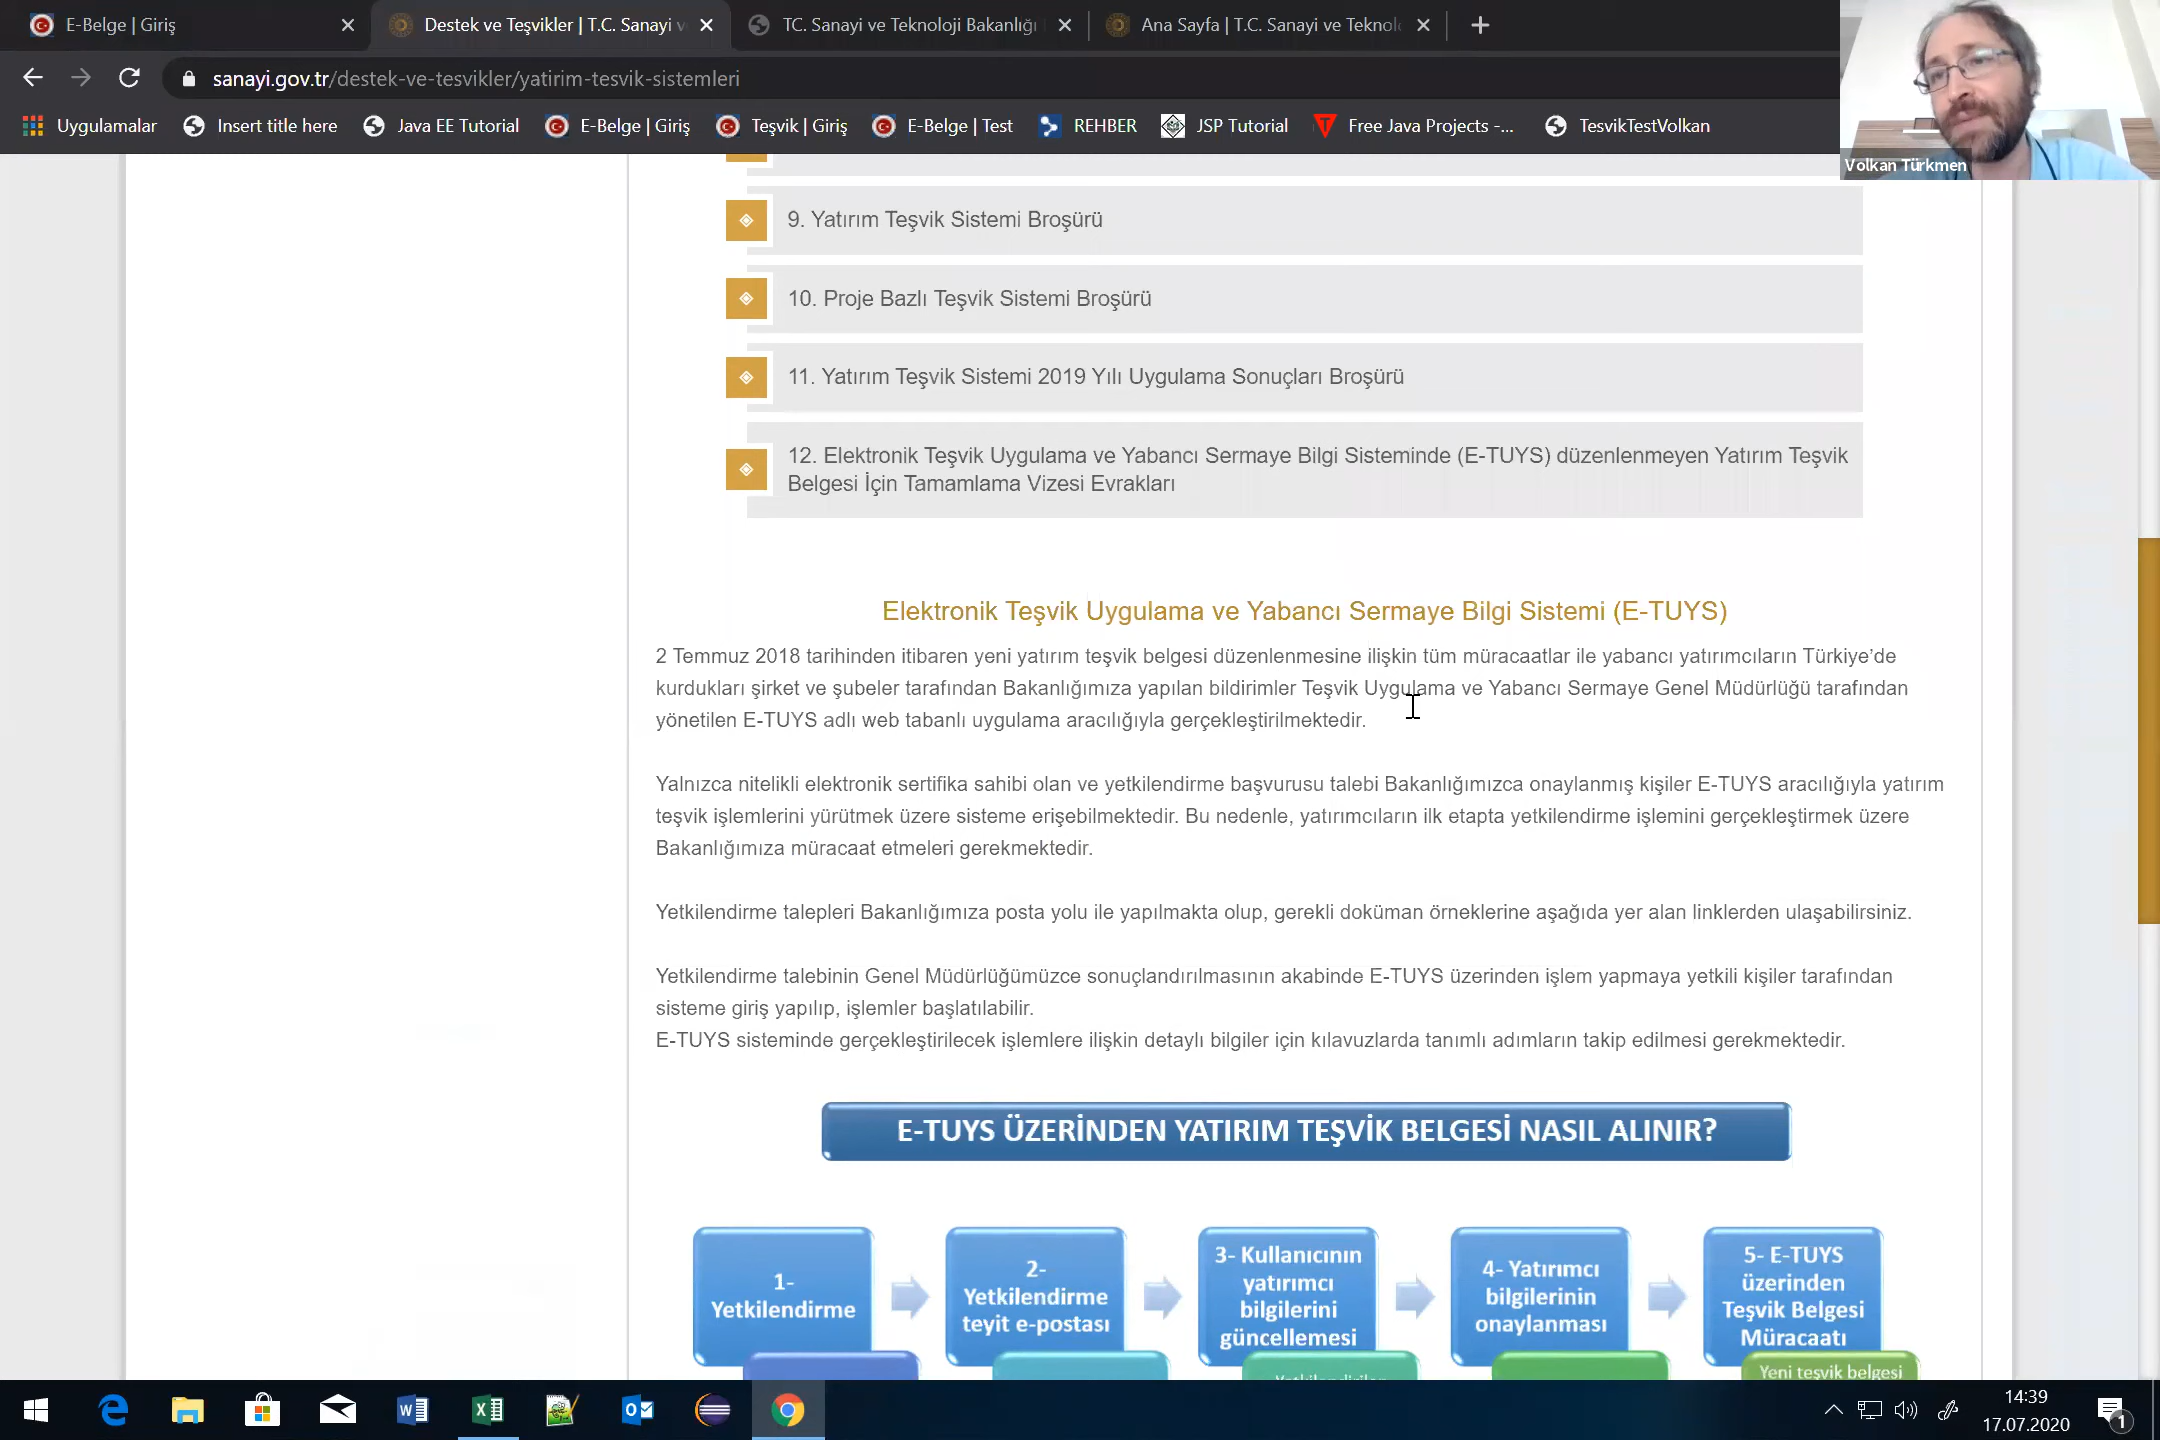 E-Belge | Giriş
Destek ve Teşvikler | T.C. Sanayi v
TC. Sanayi ve Teknoloji Bakanlığı
Ana Sayfa | T.C. Sanayi ve Teknolo
sanayi.gov.tr/destek-ve-tesvikler/yatirim-tesvik-sistemleri
Uygulamalar Insert title here Java EE Tutorial E-Belge | Giriş Teşvik | Giriş E-Belge | Test REHBER JSP Tutorial Free Java Projects -... TesvikTestVolkan
Volkan Türkmen
9. Yatırım Teşvik Sistemi Broşürü
10. Proje Bazlı Teşvik Sistemi Broşürü
11. Yatırım Teşvik Sistemi 2019 Yılı Uygulama Sonuçları Broşürü
12. Elektronik Teşvik Uygulama ve Yabancı Sermaye Bilgi Sisteminde (E-TUYS) düzenlenmeyen Yatırım Teşvik
Belgesi İçin Tamamlama Vizesi Evrakları
Elektronik Teşvik Uygulama ve Yabancı Sermaye Bilgi Sistemi (E-TUYS)
2 Temmuz 2018 tarihinden itibaren yeni yatırım teşvik belgesi düzenlenmesine ilişkin tüm müracaatlar ile yabancı yatırımcıların Türkiye’de
kurdukları şirket ve şubeler tarafından Bakanlığımıza yapılan bildirimler Teşvik Uygulama ve Yabancı Sermaye Genel Müdürlüğü tarafından
yönetilen E-TUYS adlı web tabanlı uygulama aracılığıyla gerçekleştirilmektedir.
Yalnızca nitelikli elektronik sertifika sahibi olan ve yetkilendirme başvurusu talebi Bakanlığımızca onaylanmış kişiler E-TUYS aracılığıyla yatırım
teşvik işlemlerini yürütmek üzere sisteme erişebilmektedir. Bu nedenle, yatırımcıların ilk etapta yetkilendirme işlemini gerçekleştirmek üzere
Bakanlığımıza müracaat etmeleri gerekmektedir.
Yetkilendirme talepleri Bakanlığımıza posta yolu ile yapılmakta olup, gerekli doküman örneklerine aşağıda yer alan linklerden ulaşabilirsiniz.
Yetkilendirme talebinin Genel Müdürlüğümüzce sonuçlandırılmasının akabinde E-TUYS üzerinden işlem yapmaya yetkili kişiler tarafından
sisteme giriş yapılıp, işlemler başlatılabilir.
E-TUYS sisteminde gerçekleştirilecek işlemlere ilişkin detaylı bilgiler için kılavuzlarda tanımlı adımların takip edilmesi gerekmektedir.
E-TUYS ÜZERİNDEN YATIRIM TEŞVİK BELGESİ NASIL ALINIR?
1-
Yetkilendirme
2-
Yetkilendirme
teyit e-postası
3- Kullanıcının
yatırımcı
bilgilerini
güncellemesi
4- Yatırımcı
bilgilerinin
onaylanması
5- E-TUYS
üzerinden
Teşvik Belgesi
Müracaatı
Yeni teşvik belgesi
14:39
17.07.2020
1